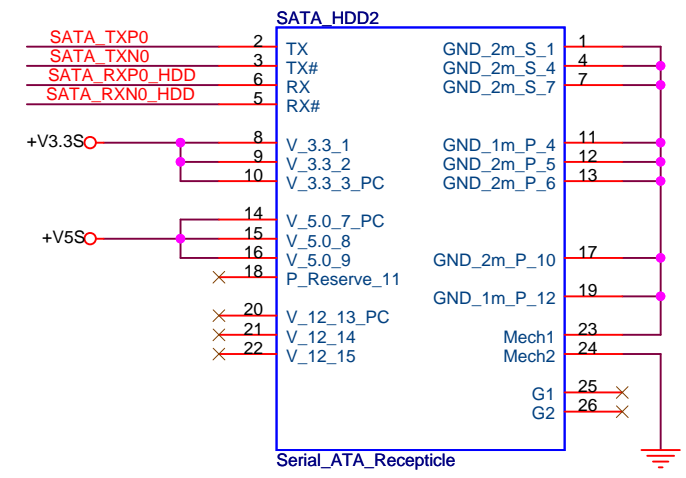 SATA_HDD2
SATA_TXP0 2 TX GND_2m_S_1 1
SATA_TXN0 3 TX# GND_2m_S_4 4
SATA_RXP0_HDD 6 RX GND_2m_S_7 7
SATA_RXN0_HDD 5 RX#
+V3.3S 8 V_3.3_1 GND_1m_P_4 11
9 V_3.3_2 GND_2m_P_5 12
10 V_3.3_3_PC GND_2m_P_6 13
14 V_5.0_7_PC
+V5S 15 V_5.0_8
16 V_5.0_9 GND_2m_P_10 17
18 P_Reserve_11
GND_1m_P_12 19
20 V_12_13_PC
21 V_12_14 Mech1 23
22 V_12_15 Mech2 24
G1 25
G2 26
Serial_ATA_Recepticle